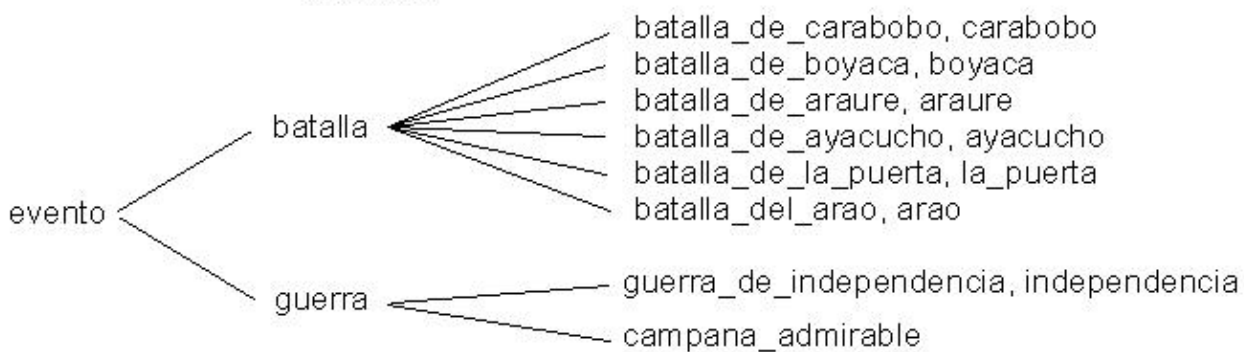 batalla_de_carabobo, carabobo
batalla_de_boyaca, boyaca
batalla_de_araure, araure
batalla
batalla_de_ayacucho, ayacucho
batalla_de_la_puerta, la_puerta
batalla_del_arao, arao
evento
guerra
guerra_de_independencia, independencia
campana_admirable